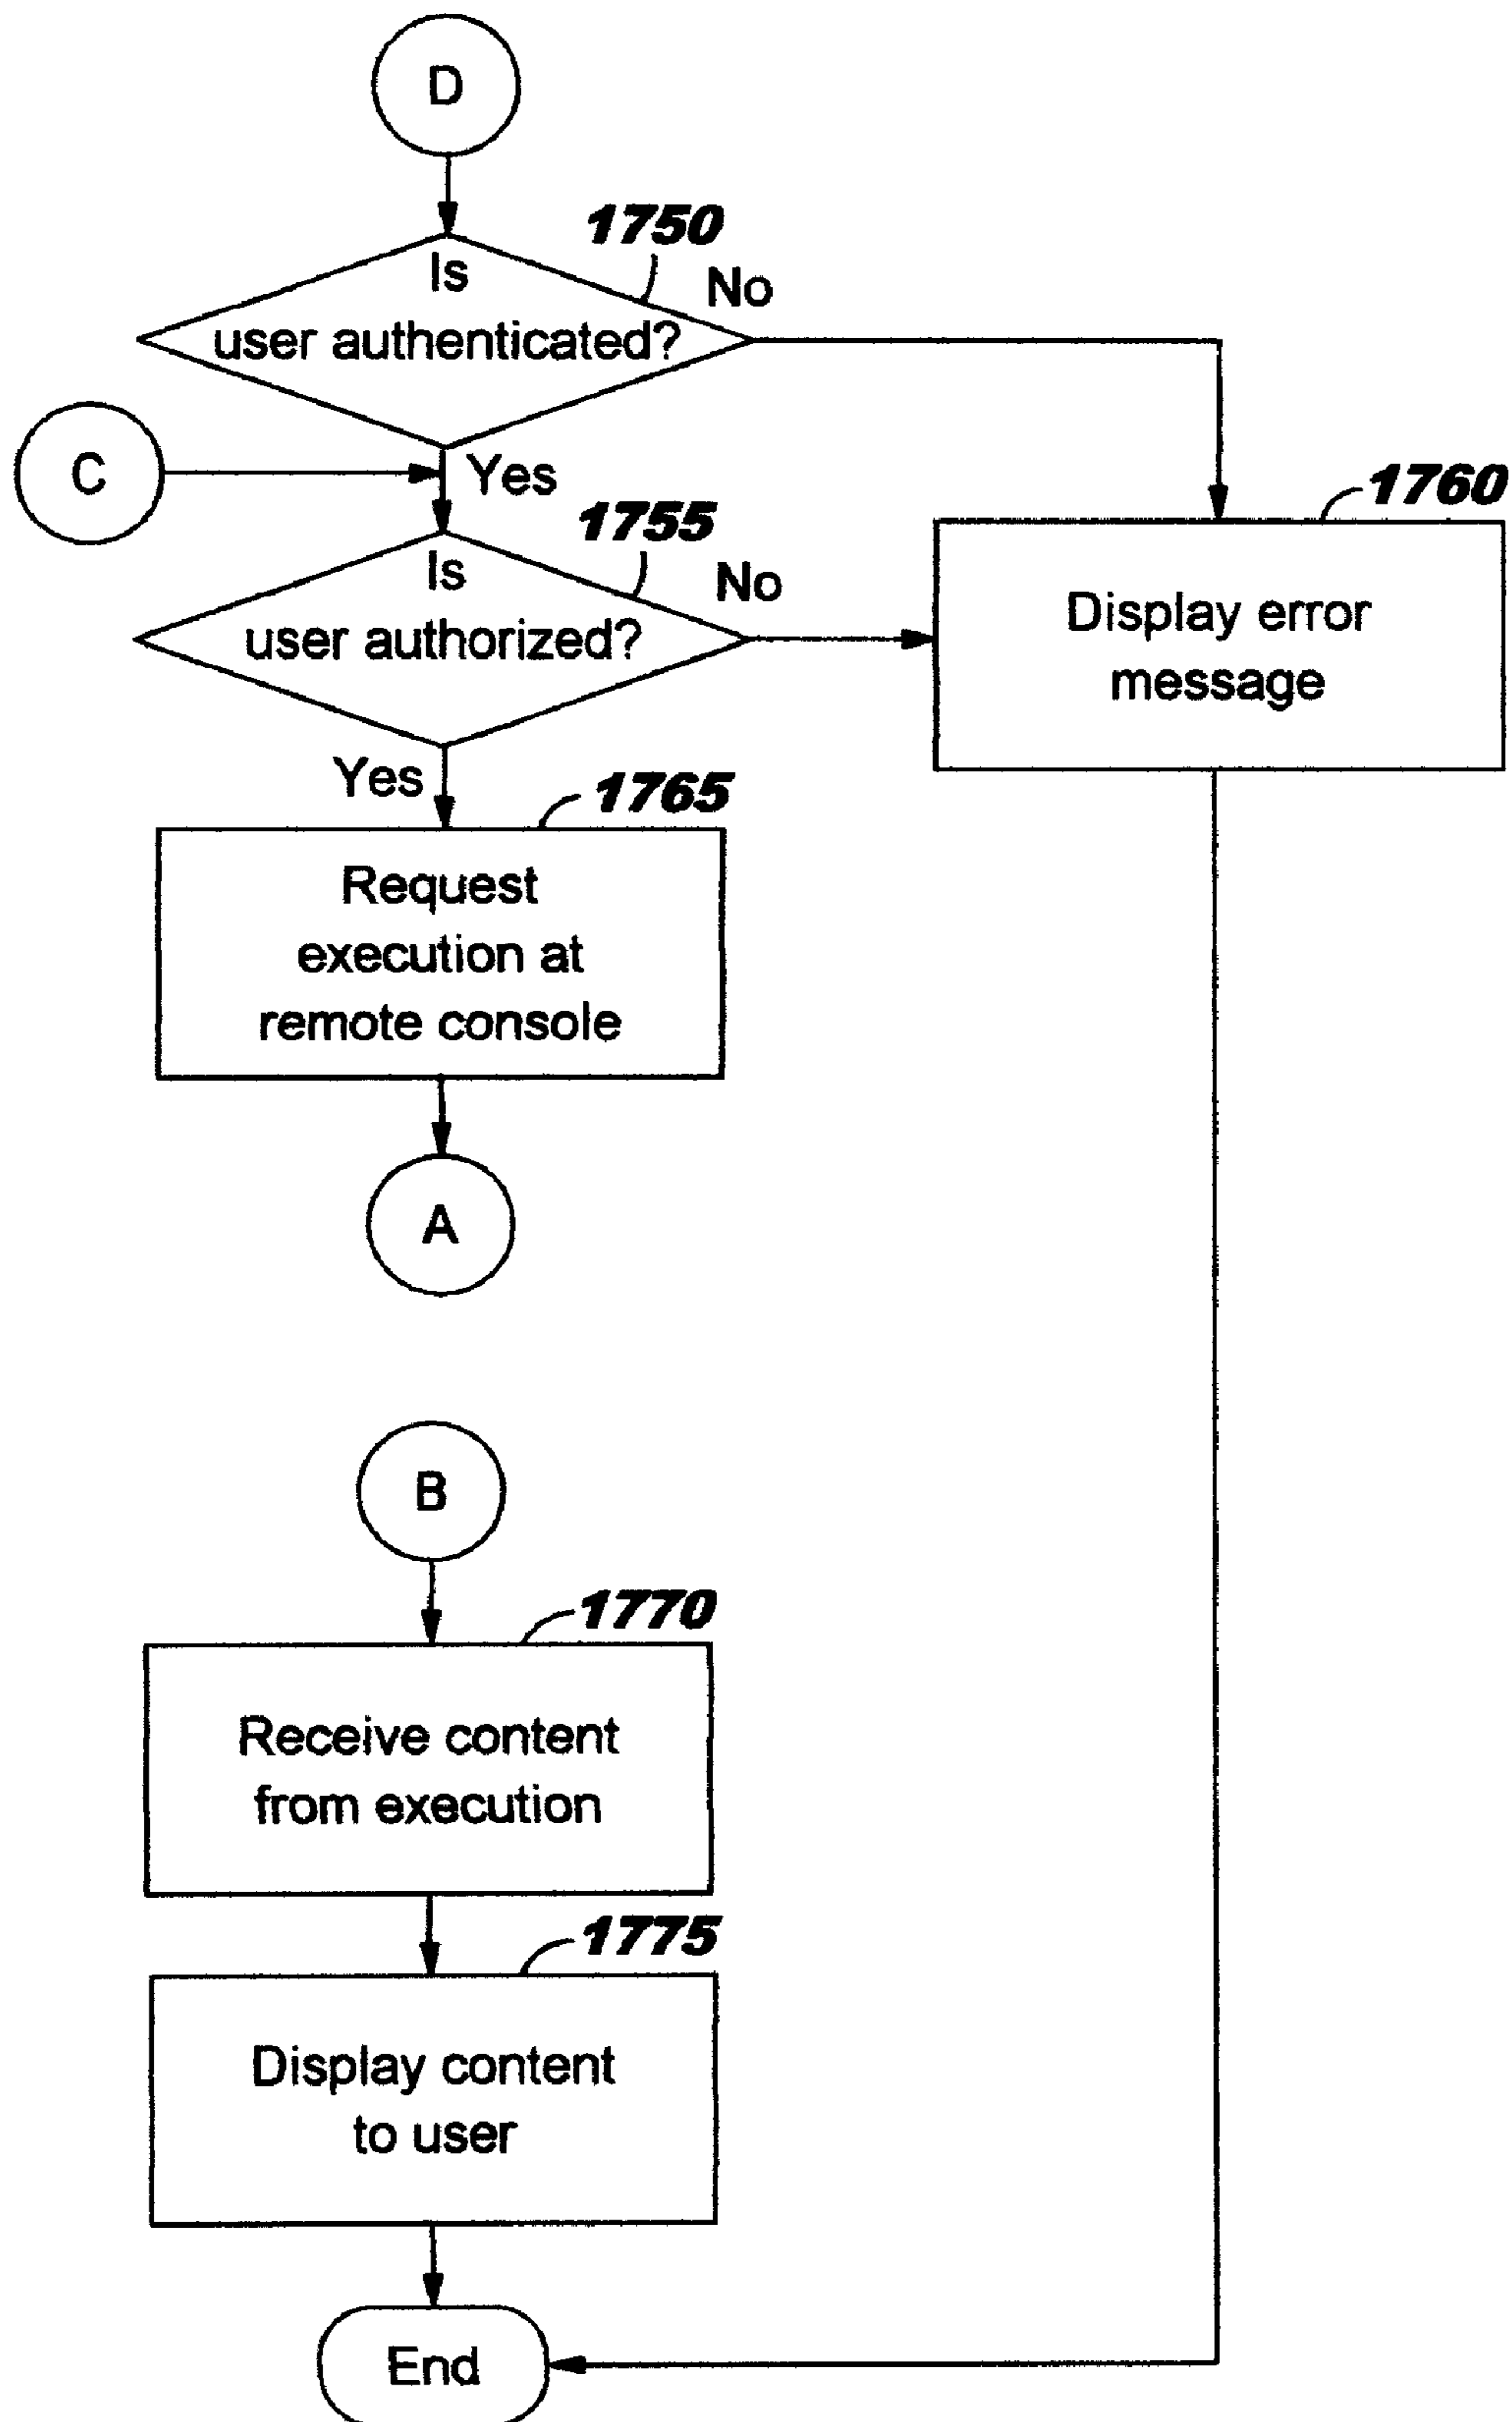 D
1750
Is
user authenticated?
No
C
Yes
1755
Is
user authorized?
No
1760
Display error
message
Yes
1765
Request
execution at
remote console
A
B
1770
Receive content
from execution
1775
Display content
to user
End